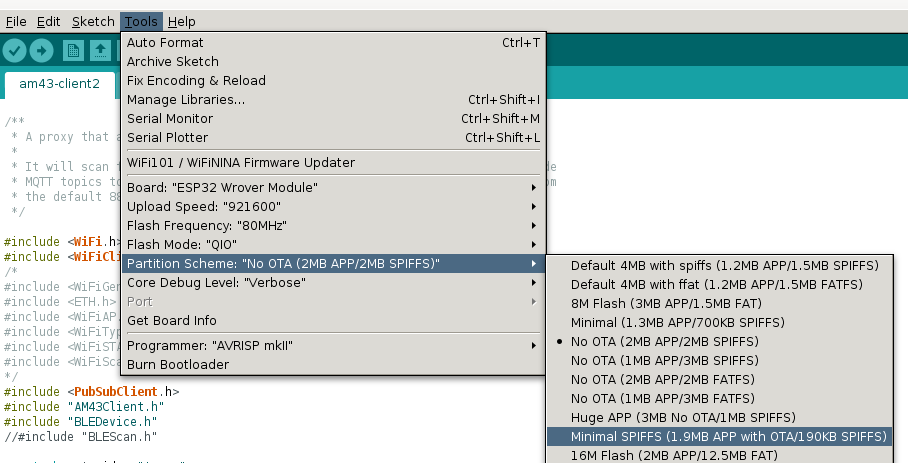 File Edit Sketch Tools Help
Auto Format Ctrl+T
Archive Sketch
Fix Encoding & Reload
Manage Libraries... Ctrl+Shift+I
Serial Monitor Ctrl+Shift+M
Serial Plotter Ctrl+Shift+L
WiFi101 / WiFiNINA Firmware Updater
Board: "ESP32 Wrover Module"
Upload Speed: "921600"
Flash Frequency: "80MHz"
Flash Mode: "QIO"
Partition Scheme: "No OTA (2MB APP/2MB SPIFFS)"
Core Debug Level: "Verbose"
Port
Get Board Info
Programmer: "AVRISP mkII"
Burn Bootloader
Default 4MB with spiffs (1.2MB APP/1.5MB SPIFFS)
Default 4MB with ffat (1.2MB APP/1.5MB FATFS)
8M Flash (3MB APP/1.5MB FAT)
Minimal (1.3MB APP/700KB SPIFFS)
No OTA (2MB APP/2MB SPIFFS)
No OTA (1MB APP/3MB SPIFFS)
No OTA (2MB APP/2MB FATFS)
No OTA (1MB APP/3MB FATFS)
Huge APP (3MB No OTA/1MB SPIFFS)
Minimal SPIFFS (1.9MB APP with OTA/190KB SPIFFS)
16M Flash (2MB APP/12.5MB FAT)
am43-client2
/**
* A proxy that a
*
* It will scan f
* MQTT topics to
* the default 88
*/
#include <WiFi.h>
#include <WiFiCli
/*
#include <WiFiGen
#include <ETH.h>
#include <WiFiAP.
#include <WiFiTyp
#include <WiFiSTA
#include <WiFiSca
*/
#include <PubSubClient.h>
#include "AM43Client.h"
#include "BLEDevice.h"
//#include "BLEScan.h"